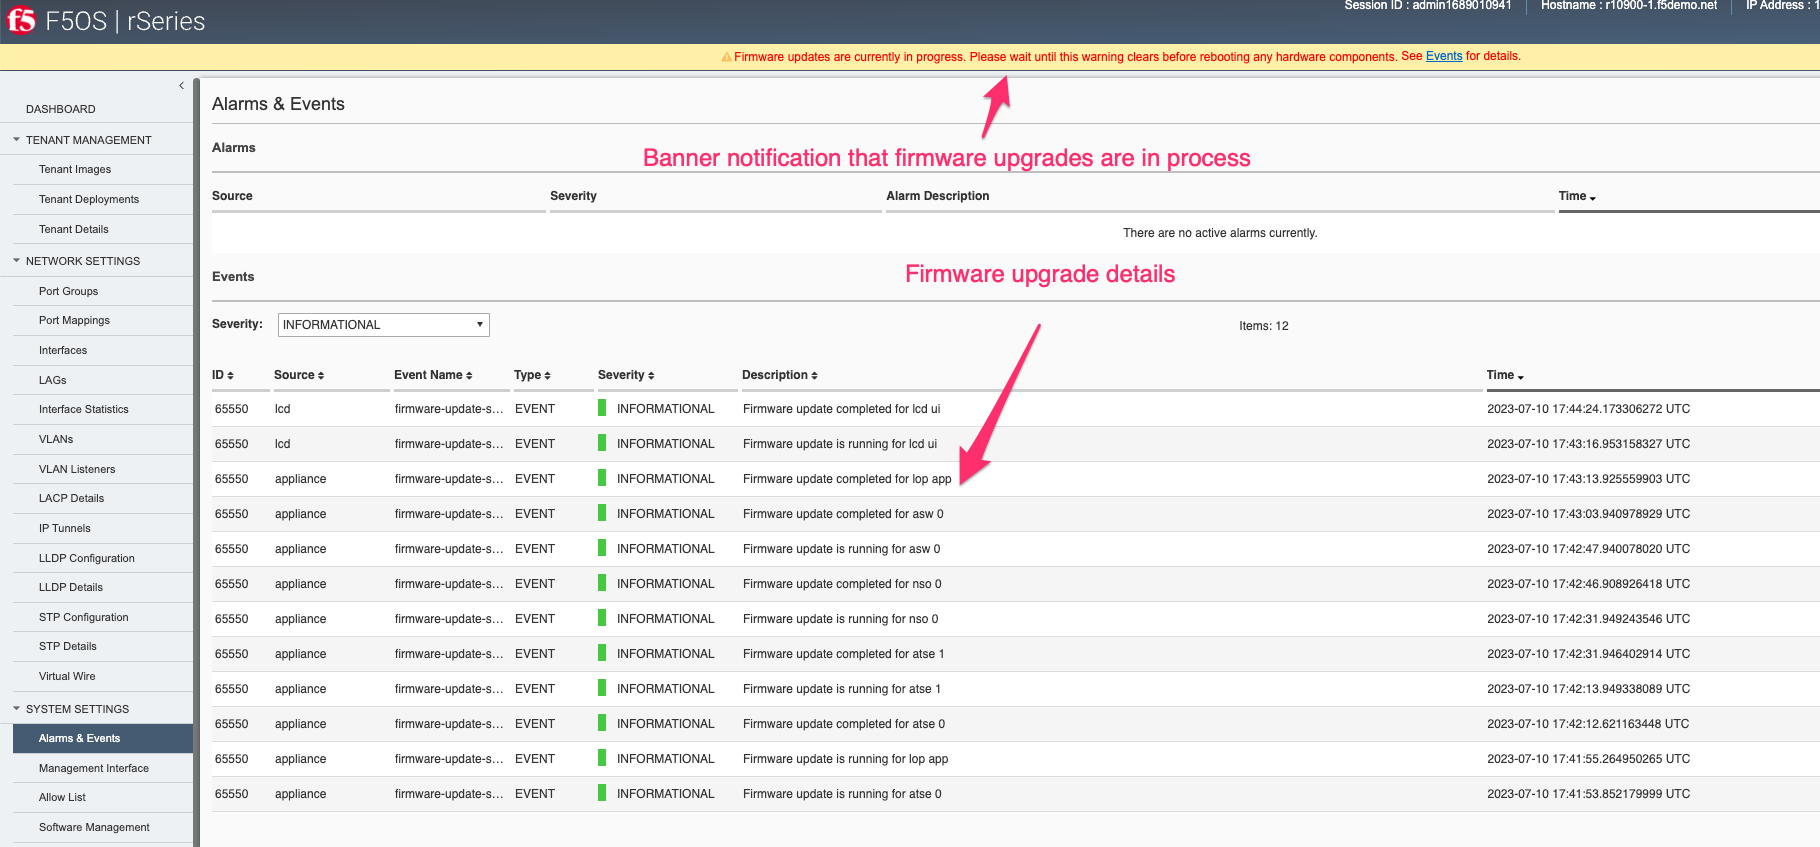 f5 F5OS | rSeries
Session ID : admin1689010941 Hostname : r10900-1.f5demo.net IP Address : 1
Firmware updates are currently in progress. Please wait until this warning clears before rebooting any hardware components. See Events for details.
DASHBOARD
TENANT MANAGEMENT
Tenant Images
Tenant Deployments
Tenant Details
NETWORK SETTINGS
Port Groups
Port Mappings
Interfaces
LAGs
Interface Statistics
VLANs
VLAN Listeners
LACP Details
IP Tunnels
LLDP Configuration
LLDP Details
STP Configuration
STP Details
Virtual Wire
SYSTEM SETTINGS
Alarms & Events
Management Interface
Allow List
Software Management
Alarms & Events
Alarms
Banner notification that firmware upgrades are in process
Source Severity Alarm Description Time
There are no active alarms currently.
Events
Firmware upgrade details
Severity: INFORMATIONAL Items: 12
ID Source Event Name Type Severity Description Time
65550 lcd firmware-update-s... EVENT INFORMATIONAL Firmware update completed for lcd ui 2023-07-10 17:44:24.173306272 UTC
65550 lcd firmware-update-s... EVENT INFORMATIONAL Firmware update is running for lcd ui 2023-07-10 17:43:16.953158327 UTC
65550 appliance firmware-update-s... EVENT INFORMATIONAL Firmware update completed for lop app 2023-07-10 17:43:13.925559903 UTC
65550 appliance firmware-update-s... EVENT INFORMATIONAL Firmware update completed for asw 0 2023-07-10 17:43:03.940978929 UTC
65550 appliance firmware-update-s... EVENT INFORMATIONAL Firmware update is running for asw 0 2023-07-10 17:42:47.940078020 UTC
65550 appliance firmware-update-s... EVENT INFORMATIONAL Firmware update completed for nso 0 2023-07-10 17:42:46.908926418 UTC
65550 appliance firmware-update-s... EVENT INFORMATIONAL Firmware update is running for nso 0 2023-07-10 17:42:31.949243546 UTC
65550 appliance firmware-update-s... EVENT INFORMATIONAL Firmware update completed for atse 1 2023-07-10 17:42:31.946402914 UTC
65550 appliance firmware-update-s... EVENT INFORMATIONAL Firmware update is running for atse 1 2023-07-10 17:42:13.949338089 UTC
65550 appliance firmware-update-s... EVENT INFORMATIONAL Firmware update completed for atse 0 2023-07-10 17:42:12.621163448 UTC
65550 appliance firmware-update-s... EVENT INFORMATIONAL Firmware update is running for lop app 2023-07-10 17:41:55.264950265 UTC
65550 appliance firmware-update-s... EVENT INFORMATIONAL Firmware update is running for atse 0 2023-07-10 17:41:53.852179999 UTC